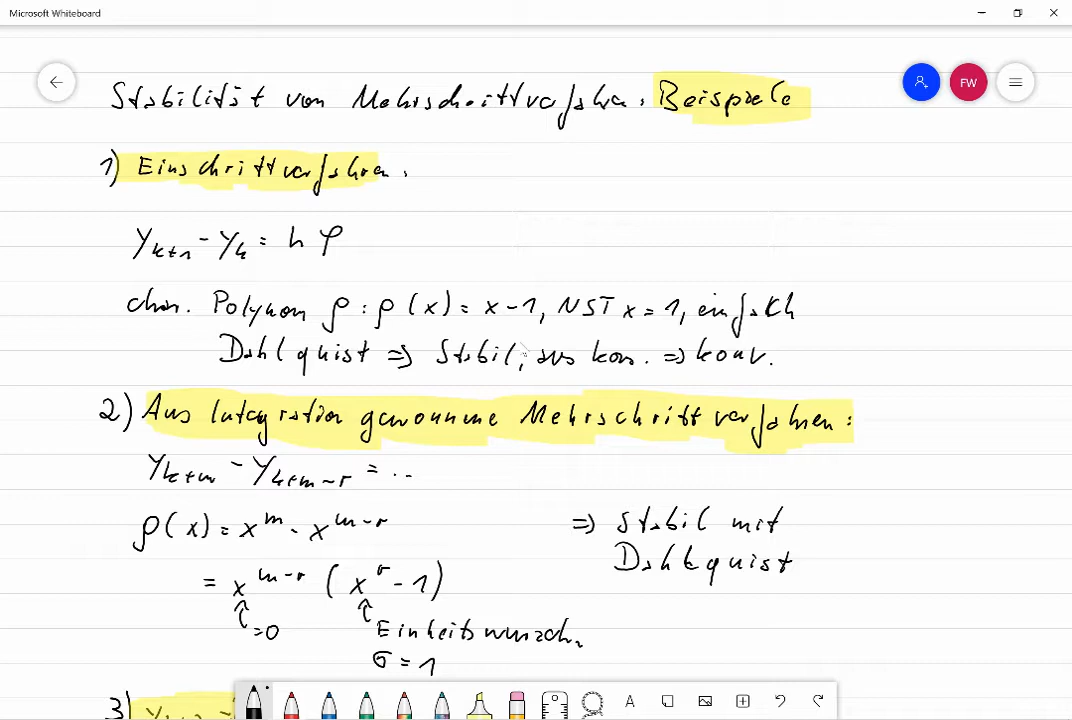 Microsoft Whiteboard
FW
Stabilität von Mehrschrittverfahren: Beispiele
1) Einschrittverfahren:
y_{k+1} - y_k = h φ
char. Polynom ρ: ρ(x) = x-1, NST x=1, einfach
Dahlquist ⇒ Stabil, aus kons. ⇒ konv.
2) Aus Integration gewonnene Mehrschrittverfahren:
y_{k+m} - y_{k+m-r} = ...
ρ(x) = x^m - x^{m-r} ⇒ stabil mit
Dahlquist
= x^{m-r} (x^r - 1)
=0 Einheitswurzeln
σ=1
3)
A